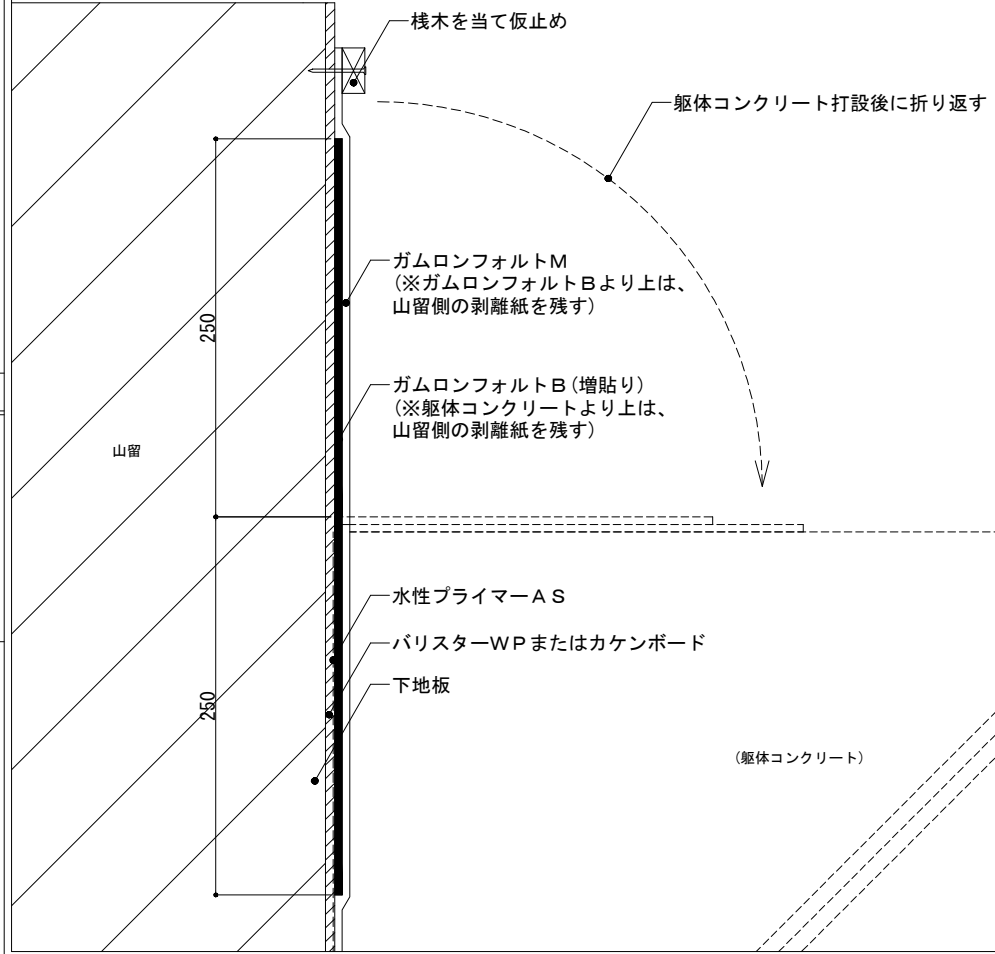 桟木を当て仮止め
躯体コンクリート打設後に折り返す
ガムロンフォルトM
(※ガムロンフォルトBより上は、
山留側の剥離紙を残す)
250
ガムロンフォルトB(増貼り)
(※躯体コンクリートより上は、
山留側の剥離紙を残す)
山留
水性プライマーAS
バリスターWPまたはカケンボード
下地板
250
(躯体コンクリート)